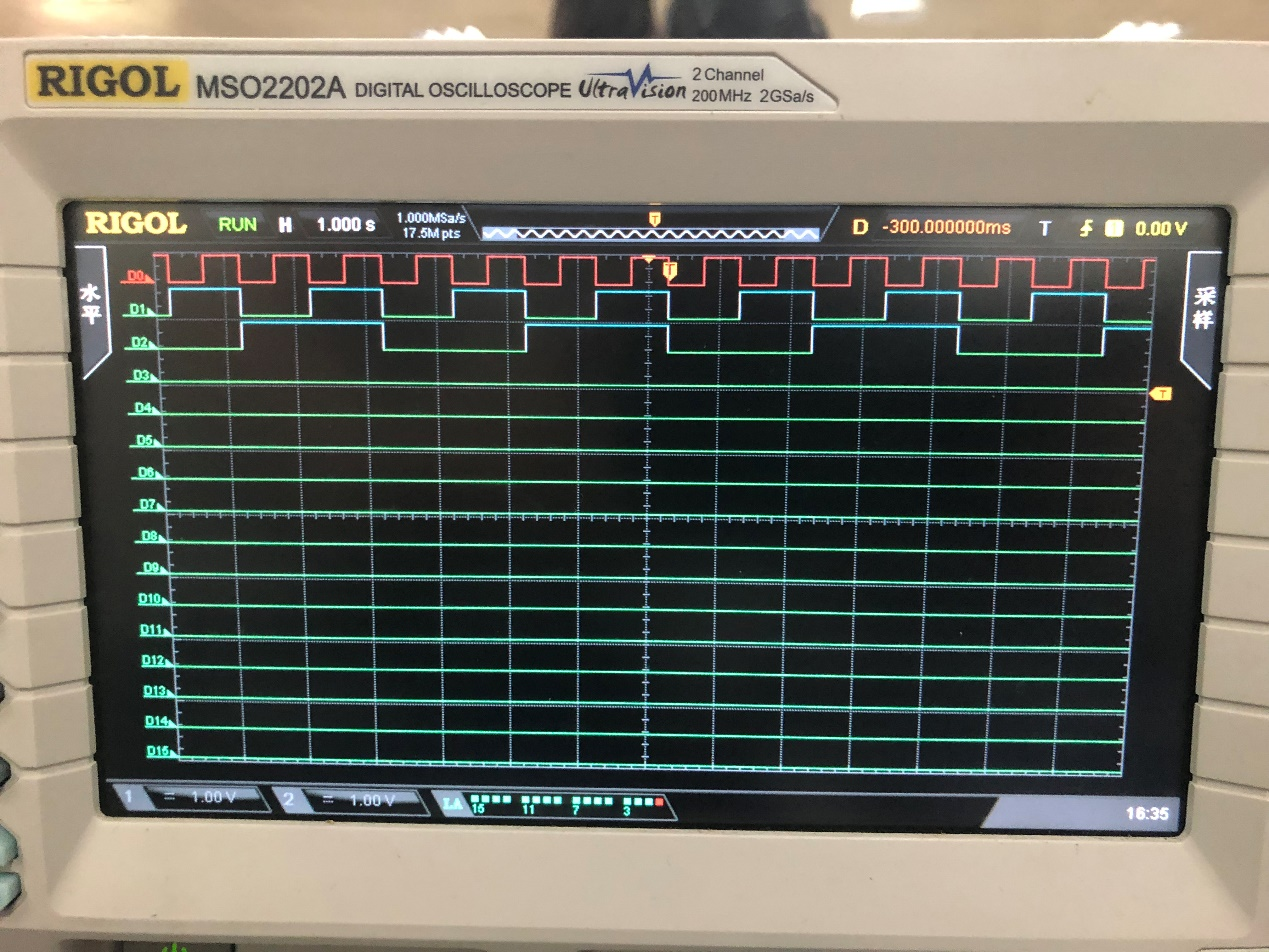 RIGOL MSO2202A DIGITAL OSCILLOSCOPE UltraVision 2 Channel
200MHz 2GSa/s
RIGOL RUN H 1.000 s 1.000MSa/s
17.5M pts
T
D -300.000000ms T 1 0.00 V
水平
采样
T
D0
D1
D2
D3
T
D4
D5
D6
D7
D8
D9
D10
D11
D12
D13
D14
D15
1 = 1.00 V 2 = 1.00 V LA 15 11 7 3
16:35